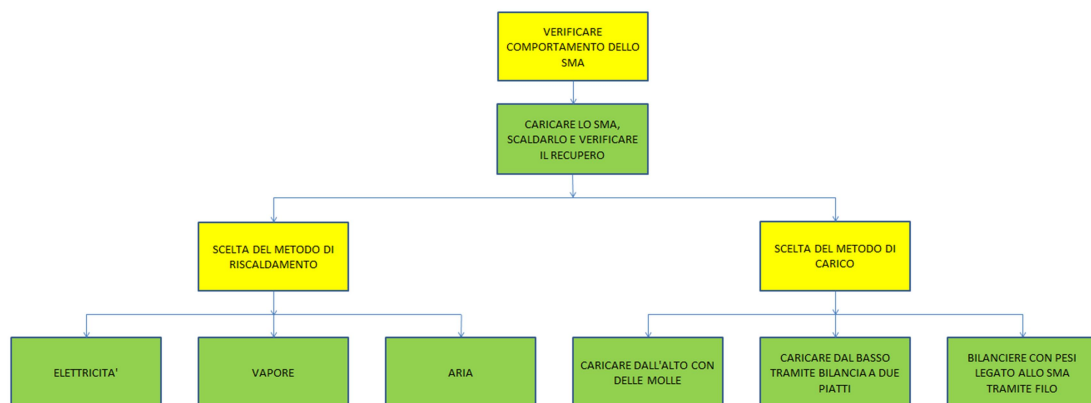 VERIFICARE
COMPORTAMENTO DELLO
SMA
CARICARE LO SMA,
SCALDARLO E VERIFICARE
IL RECUPERO
SCELTA DEL METODO DI
RISCALDAMENTO
SCELTA DEL METODO DI
CARICO
ELETTRICITA'
VAPORE
ARIA
CARICARE DALL'ALTO CON
DELLE MOLLE
CARICARE DAL BASSO
TRAMITE BILANCIA A DUE
PIATTI
BILANCIERE CON PESI
LEGATO ALLO SMA
TRAMITE FILO